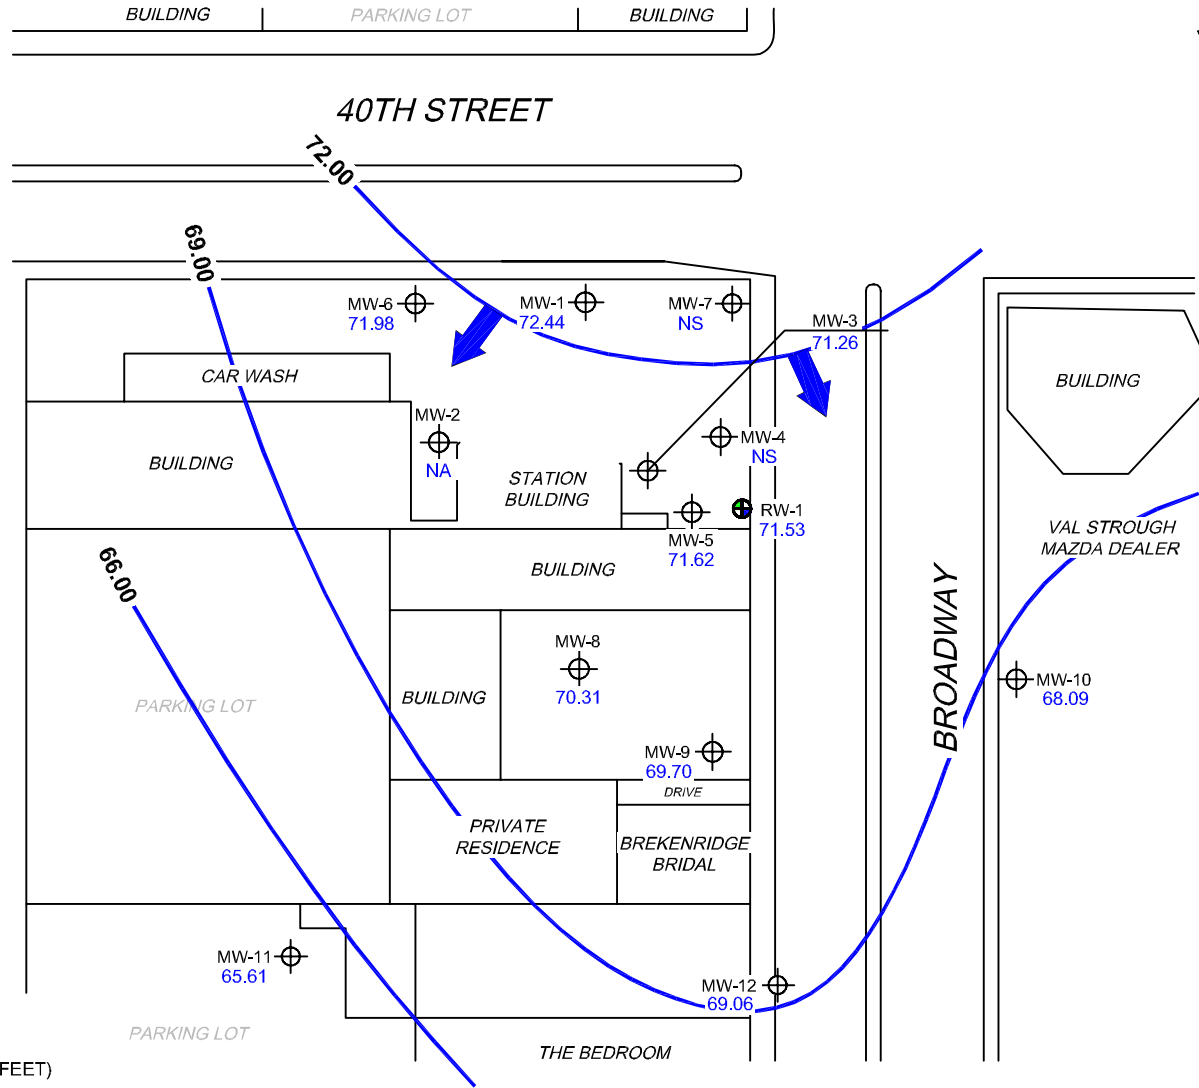 BUILDING
PARKING LOT
BUILDING
40TH STREET
72.00
69.00
MW-6
71.98
MW-1
72.44
MW-7
NS
MW-3
71.26
CAR WASH
BUILDING
MW-2
NA
MW-4
NS
BUILDING
STATION
BUILDING
RW-1
71.53
MW-5
71.62
VAL STROUGH
MAZDA DEALER
66.00
BUILDING
BROADWAY
MW-8
70.31
MW-10
68.09
BUILDING
PARKING LOT
MW-9
69.70
DRIVE
PRIVATE
RESIDENCE
BREKENRIDGE
BRIDAL
MW-11
65.61
MW-12
69.06
PARKING LOT
THE BEDROOM
FEET)